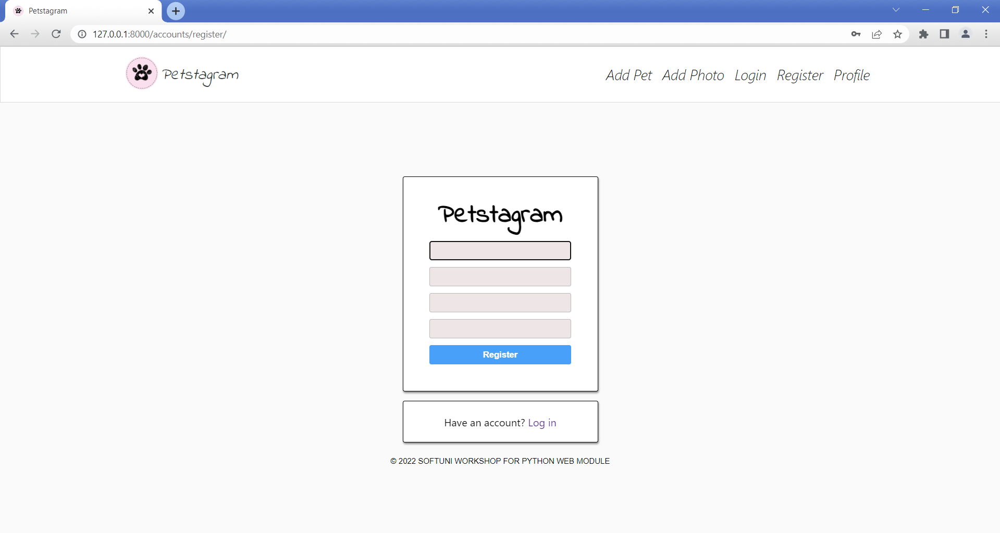 Petstagram
127.0.0.1:8000/accounts/register/
Petstagram
Add Pet Add Photo Login Register Profile
Petstagram
Register
Have an account? Log in
© 2022 SOFTUNI WORKSHOP FOR PYTHON WEB MODULE